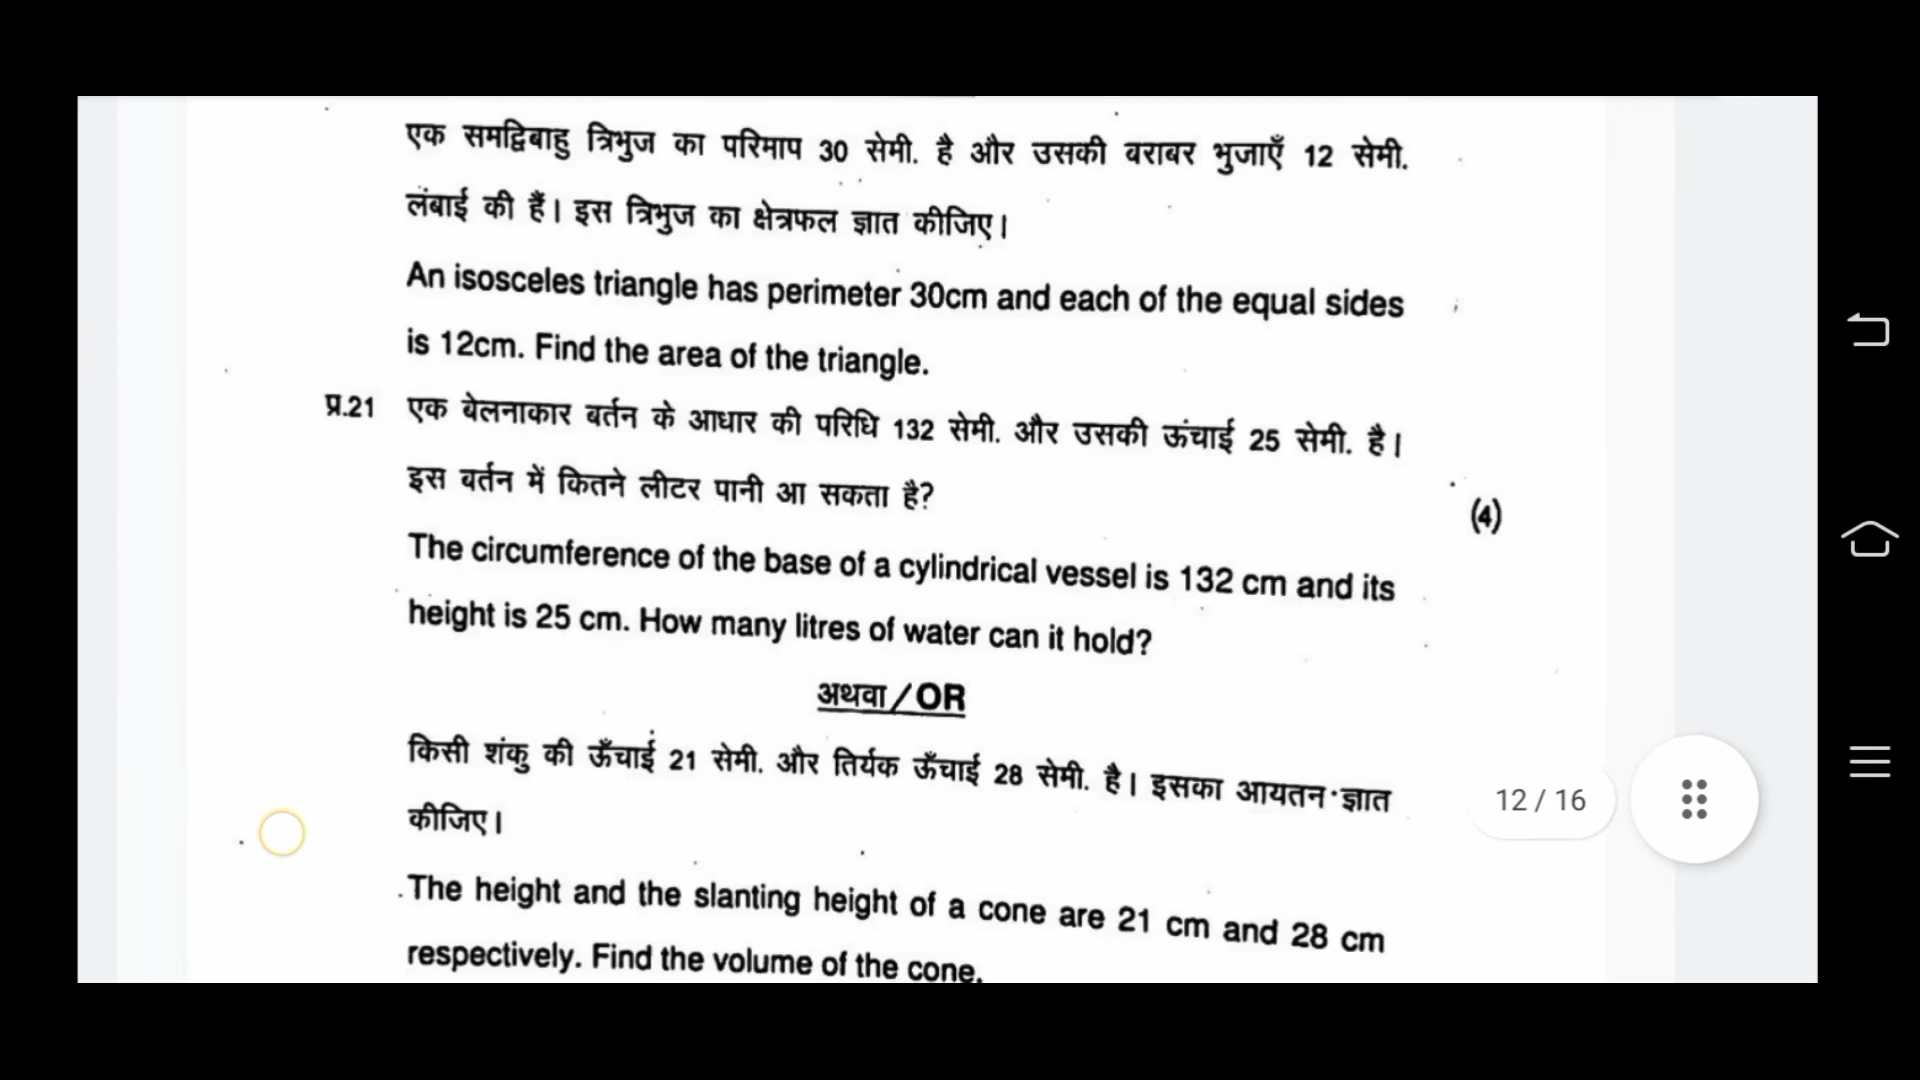 एक समद्विबाहु त्रिभुज का परिमाप 30 सेमी. है और उसकी बराबर भुजाएँ 12 सेमी.
लंबाई की हैं। इस त्रिभुज का क्षेत्रफल ज्ञात कीजिए।
An isosceles triangle has perimeter 30cm and each of the equal sides
is 12cm. Find the area of the triangle.
प्र.21 एक बेलनाकार बर्तन के आधार की परिधि 132 सेमी. और उसकी ऊंचाई 25 सेमी. है।
इस बर्तन में कितने लीटर पानी आ सकता है?
(4)
The circumference of the base of a cylindrical vessel is 132 cm and its
height is 25 cm. How many litres of water can it hold?
अथवा/OR
किसी शंकु की ऊँचाई 21 सेमी. और तिर्यक ऊँचाई 28 सेमी. है। इसका आयतन ज्ञात
कीजिए।
12 / 16
The height and the slanting height of a cone are 21 cm and 28 cm
respectively. Find the volume of the cone.